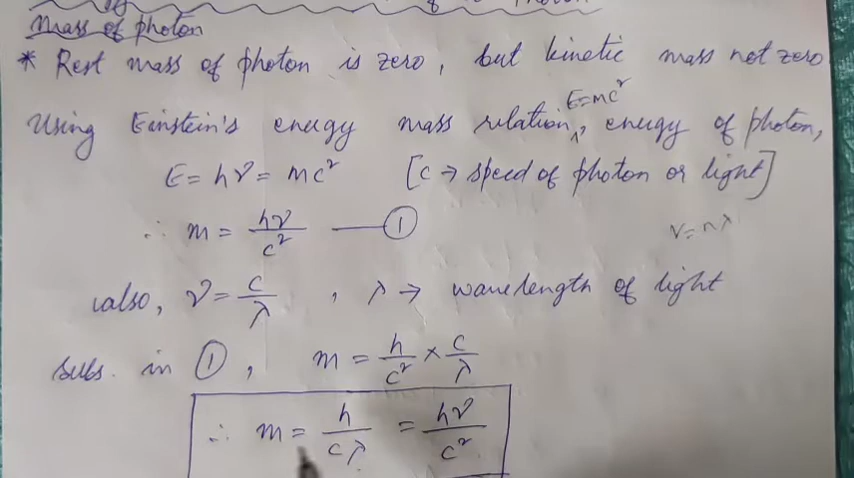 of photon
Mass of photon
* Rest mass of photon is zero, but kinetic mass not zero
Using Einstein's energy mass relation, E=mc² energy of photon,
E = hν = mc² [c → speed of photon or light]
∴ m = hν/c² —— ①
also, ν = c/λ , λ → wavelength of light
v=nλ
subs. in ①, m = h/c² × c/λ
∴ m = h/cλ = hν/c²